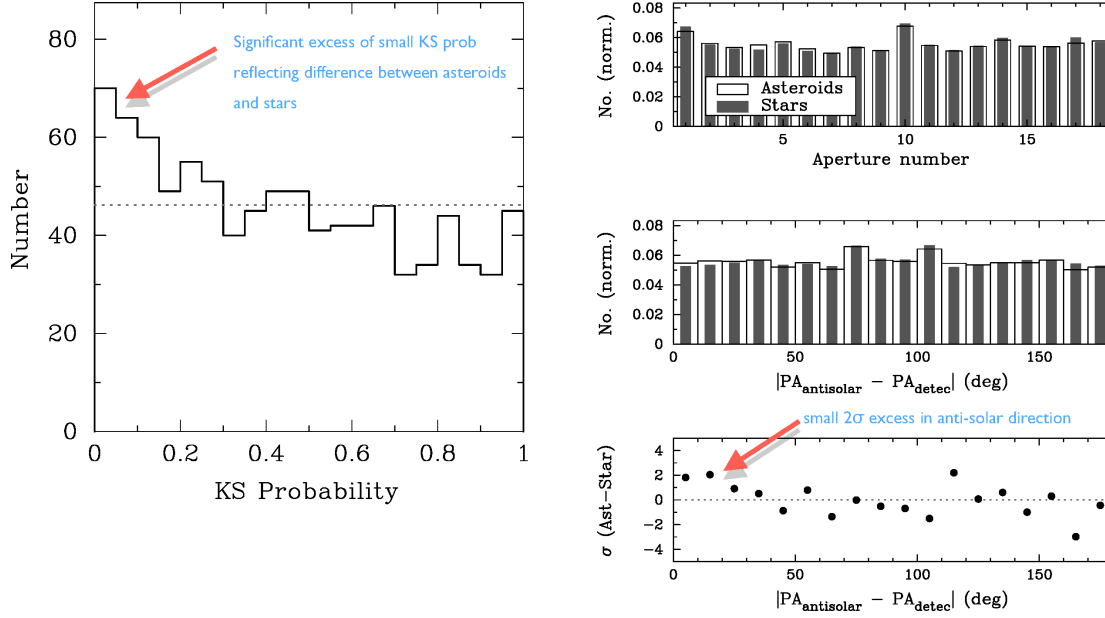 80
60
40
20
0
Number
0
0.2
0.4
0.6
0.8
1
KS Probability
Significant excess of small KS prob
reflecting difference between asteroids
and stars
0.08
0.06
0.04
0.02
0
No. (norm.)
Asteroids
Stars
5
10
15
Aperture number
0.08
0.06
0.04
0.02
0
No. (norm.)
0
50
100
150
|PAantisolar − PAdetec| (deg)
small 2σ excess in anti-solar direction
4
2
0
−2
−4
σ (Ast−Star)
0
50
100
150
|PAantisolar − PAdetec| (deg)